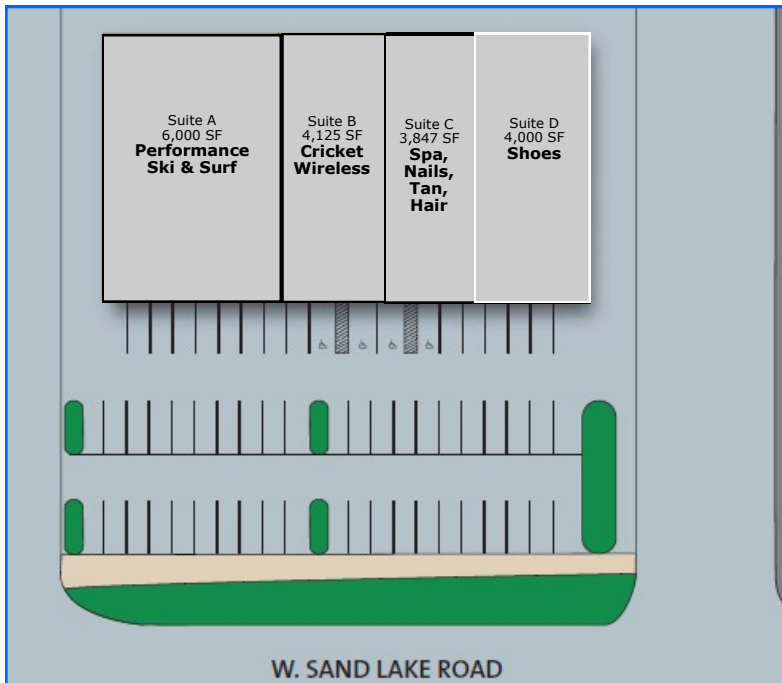 Suite A
6,000 SF
Performance
Ski & Surf
Suite B
4,125 SF
Cricket
Wireless
Suite C
3,847 SF
Spa,
Nails,
Tan,
Hair
Suite D
4,000 SF
Shoes
W. SAND LAKE ROAD